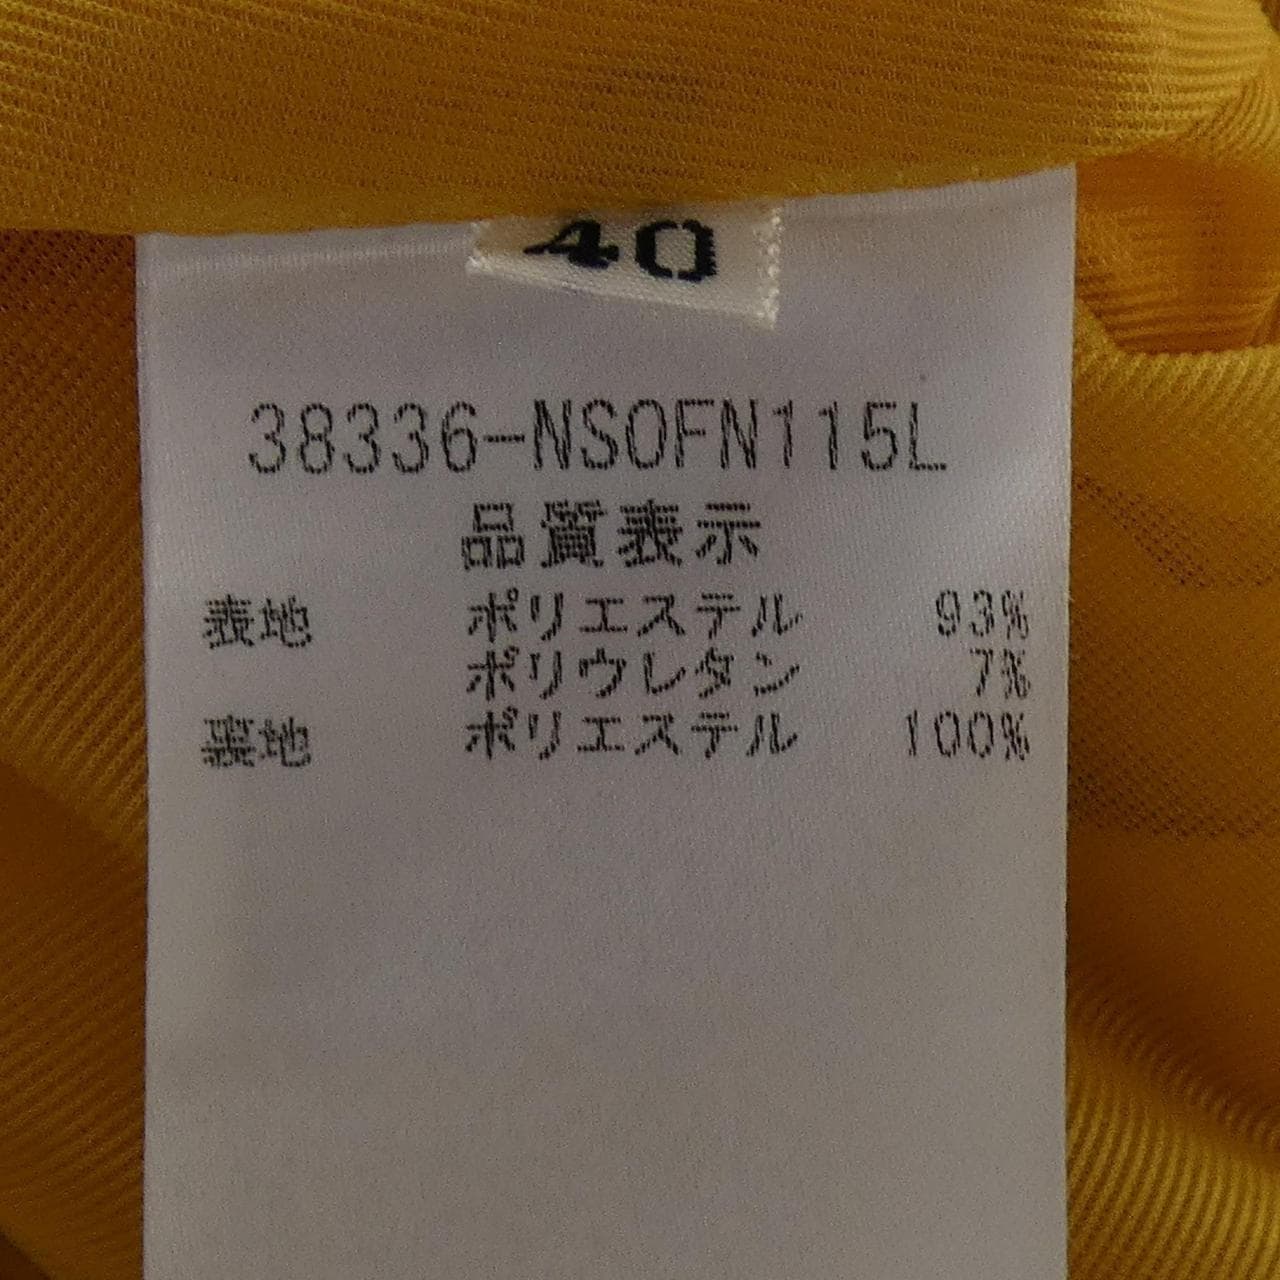 40
38336-NSOFN115L
品質表示
表地 ポリエステル 93%
ポリウレタン 7%
裏地 ポリエステル 100%